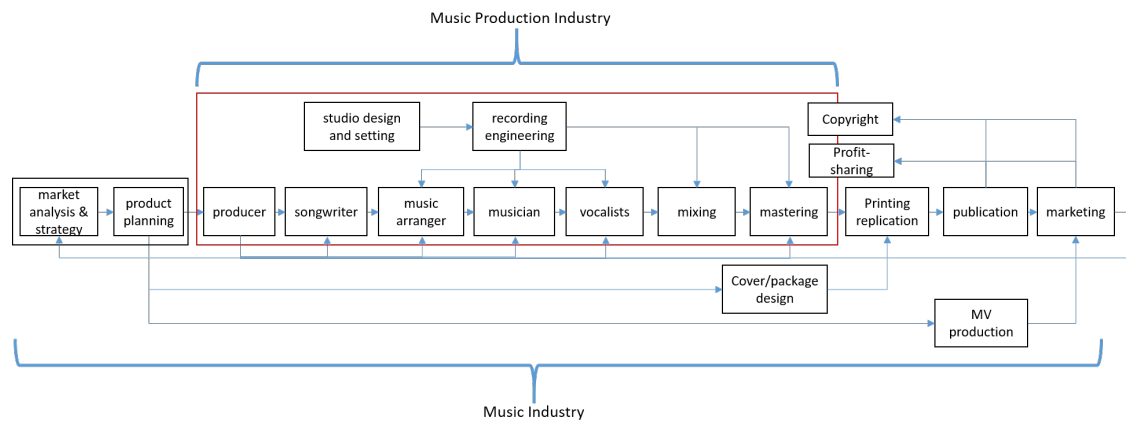 Music Production Industry
studio design
and setting
recording
engineering
Copyright
Profit-
sharing
market
analysis &
strategy
product
planning
producer
songwriter
music
arranger
musician
vocalists
mixing
mastering
Printing
replication
publication
marketing
Cover/package
design
MV
production
Music Industry